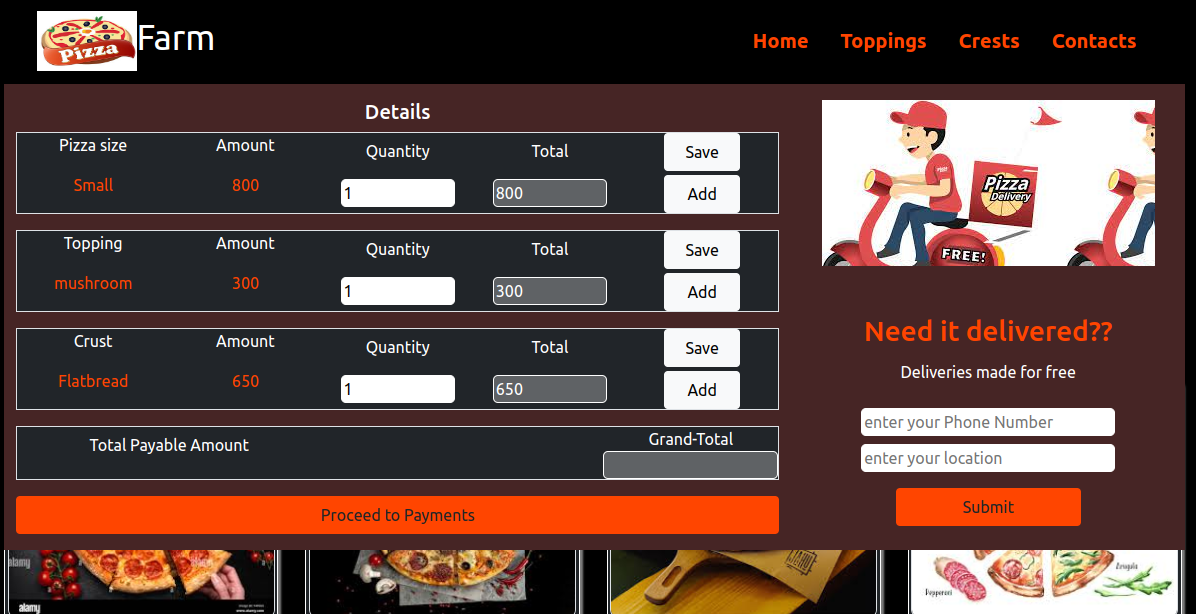 Pizza
Farm
Home Toppings Crests Contacts
Details
Pizza size Amount Quantity Total Save
Small 800 1 800 Add
Topping Amount Quantity Total Save
mushroom 300 1 300 Add
Crust Amount Quantity Total Save
Flatbread 650 1 650 Add
Total Payable Amount Grand-Total
Proceed to Payments
Pizza
Delivery
FREE!
Need it delivered??
Deliveries made for free
enter your Phone Number
enter your location
Submit
alamy
alamy
Pepperoni
Arugula